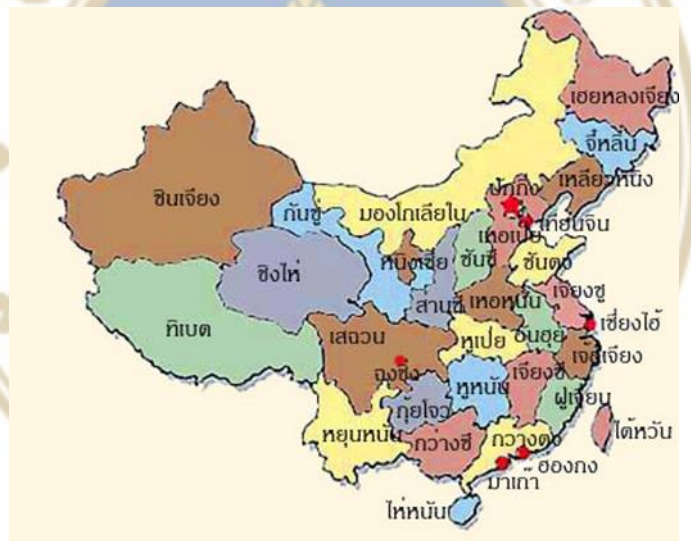 เฮยหลงเจียง
จี๋หลิน
เหลียวหนิง
ปักกิ่ง
เทียนจิน
ซินเจียง
กันซู่
มองโกเลียใน
เหอเป่ย
ซันตง
ซิงไห่
หนิงเซี่ย
ซันซี
ส่านซี
เหอหนัน
เจียงซู
เซี่ยงไฮ้
ทิเบต
เสฉวน
หูเป่ย
อันฮุย
เจอเจียง
ฉงชิ่ง
เจียงซี
กุ้ยโจว
หูหนัน
ฝูเจี้ยน
หยุนหนัน
กว่างซี
กวางตุง
ไต้หวัน
ฮ่องกง
มาเก๊า
ไห่หนัน